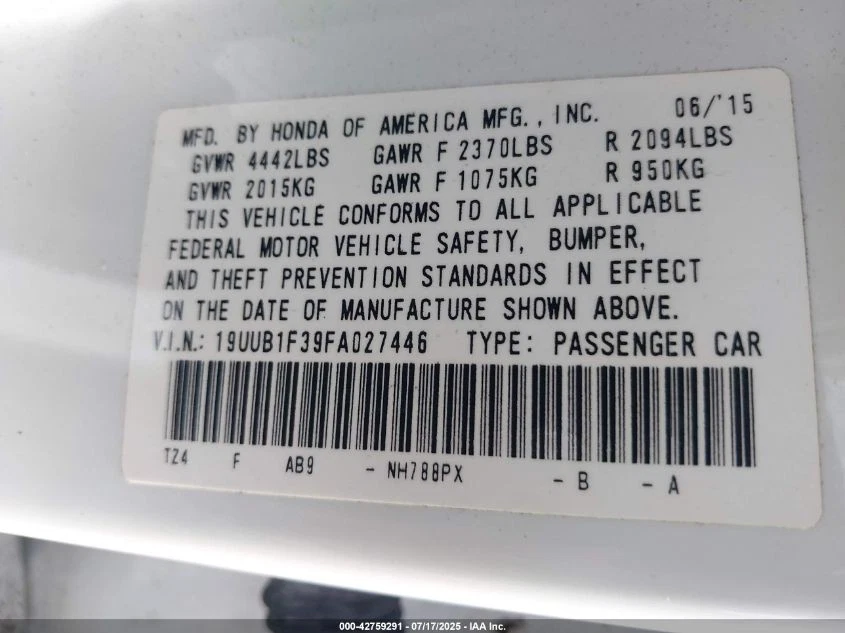 MFD. BY HONDA OF AMERICA MFG., INC. 06/'15
GVWR 4442LBS GAWR F 2370LBS R 2094LBS
GVWR 2015KG GAWR F 1075KG R 950KG
THIS VEHICLE CONFORMS TO ALL APPLICABLE
FEDERAL MOTOR VEHICLE SAFETY, BUMPER,
AND THEFT PREVENTION STANDARDS IN EFFECT
ON THE DATE OF MANUFACTURE SHOWN ABOVE.
V.I.N.: 19UUB1F39FA027446 TYPE: PASSENGER CAR
TZ4 F AB9 - NH788PX - B - A
000-42759291 - 07/17/2025 - IAA Inc.